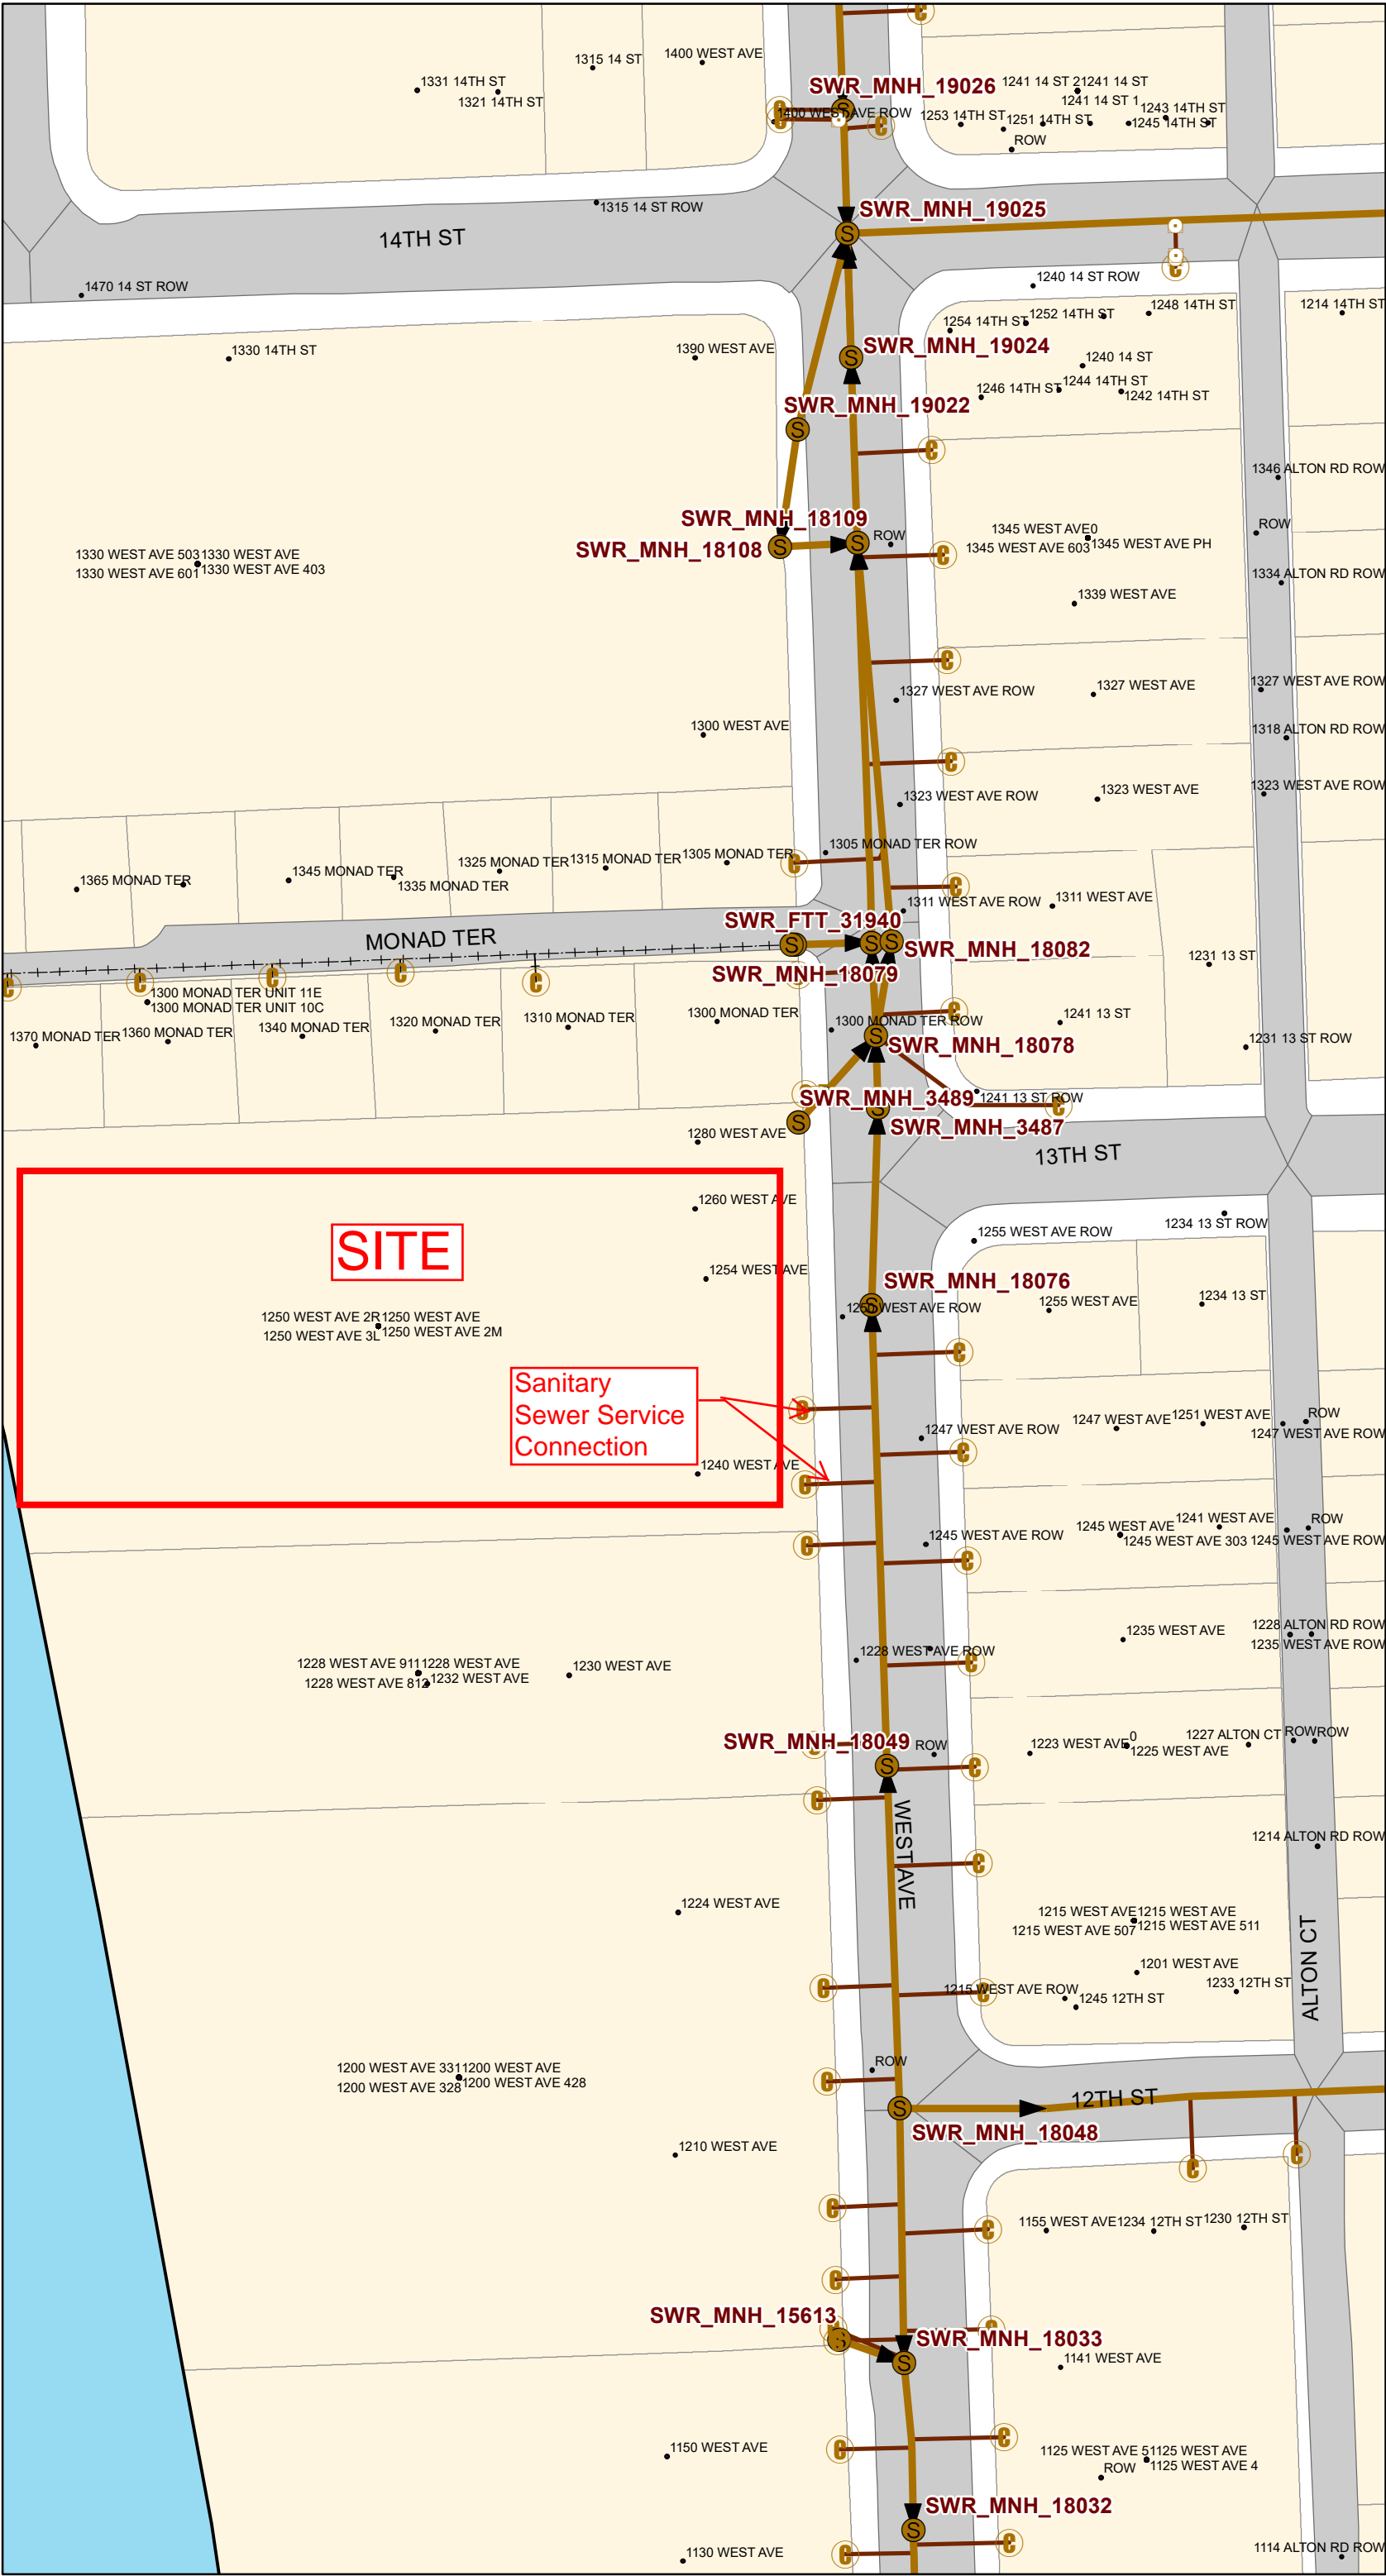 1315 14 ST
1400 WEST AVE
1331 14TH ST
1321 14TH ST
SWR_MNH_19026
1241 14 ST 2
1241 14 ST
1241 14 ST 1
1243 14TH ST
1400 WEST AVE ROW
1253 14TH ST
1251 14TH ST
1245 14TH ST
ROW
1315 14 ST ROW
SWR_MNH_19025
14TH ST
1470 14 ST ROW
1240 14 ST ROW
1248 14TH ST
1214 14TH ST
1254 14TH ST
1252 14TH ST
1330 14TH ST
1390 WEST AVE
SWR_MNH_19024
1240 14 ST
1246 14TH ST
1244 14TH ST
1242 14TH ST
SWR_MNH_19022
1346 ALTON RD ROW
SWR_MNH_18109
ROW
1345 WEST AVE0
ROW
SWR_MNH_18108
1345 WEST AVE 603
1345 WEST AVE PH
1330 WEST AVE 503
1330 WEST AVE
1330 WEST AVE 601
1330 WEST AVE 403
1334 ALTON RD ROW
1339 WEST AVE
1327 WEST AVE ROW
1327 WEST AVE
1327 WEST AVE ROW
1300 WEST AVE
1318 ALTON RD ROW
1323 WEST AVE ROW
1323 WEST AVE
1323 WEST AVE ROW
1305 MONAD TER ROW
1365 MONAD TER
1345 MONAD TER
1335 MONAD TER
1325 MONAD TER
1315 MONAD TER
1305 MONAD TER
1311 WEST AVE ROW
1311 WEST AVE
SWR_FTT_31940
MONAD TER
SWR_MNH_18082
SWR_MNH_18079
1231 13 ST
1300 MONAD TER UNIT 11E
1300 MONAD TER UNIT 10C
1370 MONAD TER
1360 MONAD TER
1340 MONAD TER
1320 MONAD TER
1310 MONAD TER
1300 MONAD TER
1300 MONAD TER ROW
1241 13 ST
SWR_MNH_18078
1231 13 ST ROW
SWR_MNH_3489
1241 13 ST ROW
SWR_MNH_3487
1280 WEST AVE
13TH ST
1260 WEST AVE
1234 13 ST ROW
1255 WEST AVE ROW
SITE
1254 WEST AVE
SWR_MNH_18076
1234 13 ST
1255 WEST AVE
1250 WEST AVE ROW
1250 WEST AVE 2R
1250 WEST AVE
1250 WEST AVE 3L
1250 WEST AVE 2M
Sanitary
Sewer Service
Connection
1247 WEST AVE ROW
1247 WEST AVE
1251 WEST AVE
ROW
1247 WEST AVE ROW
1240 WEST AVE
1245 WEST AVE ROW
1245 WEST AVE
1241 WEST AVE
ROW
1245 WEST AVE 303
1245 WEST AVE ROW
1235 WEST AVE
1228 ALTON RD ROW
1235 WEST AVE ROW
1228 WEST AVE ROW
1228 WEST AVE 911
1228 WEST AVE
1230 WEST AVE
1228 WEST AVE 812
1232 WEST AVE
SWR_MNH_18049
ROW
1223 WEST AVE
0
1225 WEST AVE
1227 ALTON CT
ROW
ROW
WEST AVE
1214 ALTON RD ROW
1224 WEST AVE
1215 WEST AVE
1215 WEST AVE
1215 WEST AVE 507
1215 WEST AVE 511
1201 WEST AVE
ALTON CT
1215 WEST AVE ROW
1245 12TH ST
1233 12TH ST
ROW
1200 WEST AVE 331
1200 WEST AVE
1200 WEST AVE 328
1200 WEST AVE 428
12TH ST
SWR_MNH_18048
1210 WEST AVE
1155 WEST AVE
1234 12TH ST
1230 12TH ST
SWR_MNH_15613
SWR_MNH_18033
1141 WEST AVE
1150 WEST AVE
1125 WEST AVE 5
1125 WEST AVE
ROW
1125 WEST AVE 4
SWR_MNH_18032
1130 WEST AVE
1114 ALTON RD ROW